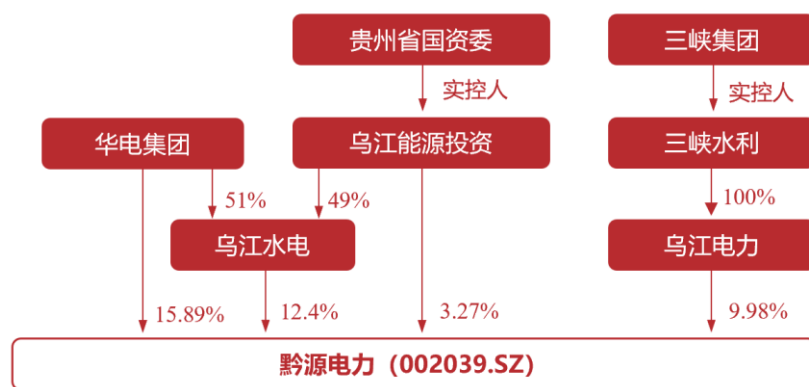 贵州省国资委
三峡集团
实控人
实控人
华电集团
乌江能源投资
三峡水利
51%
49%
100%
乌江水电
乌江电力
15.89%
12.4%
3.27%
9.98%
黔源电力（002039.SZ）